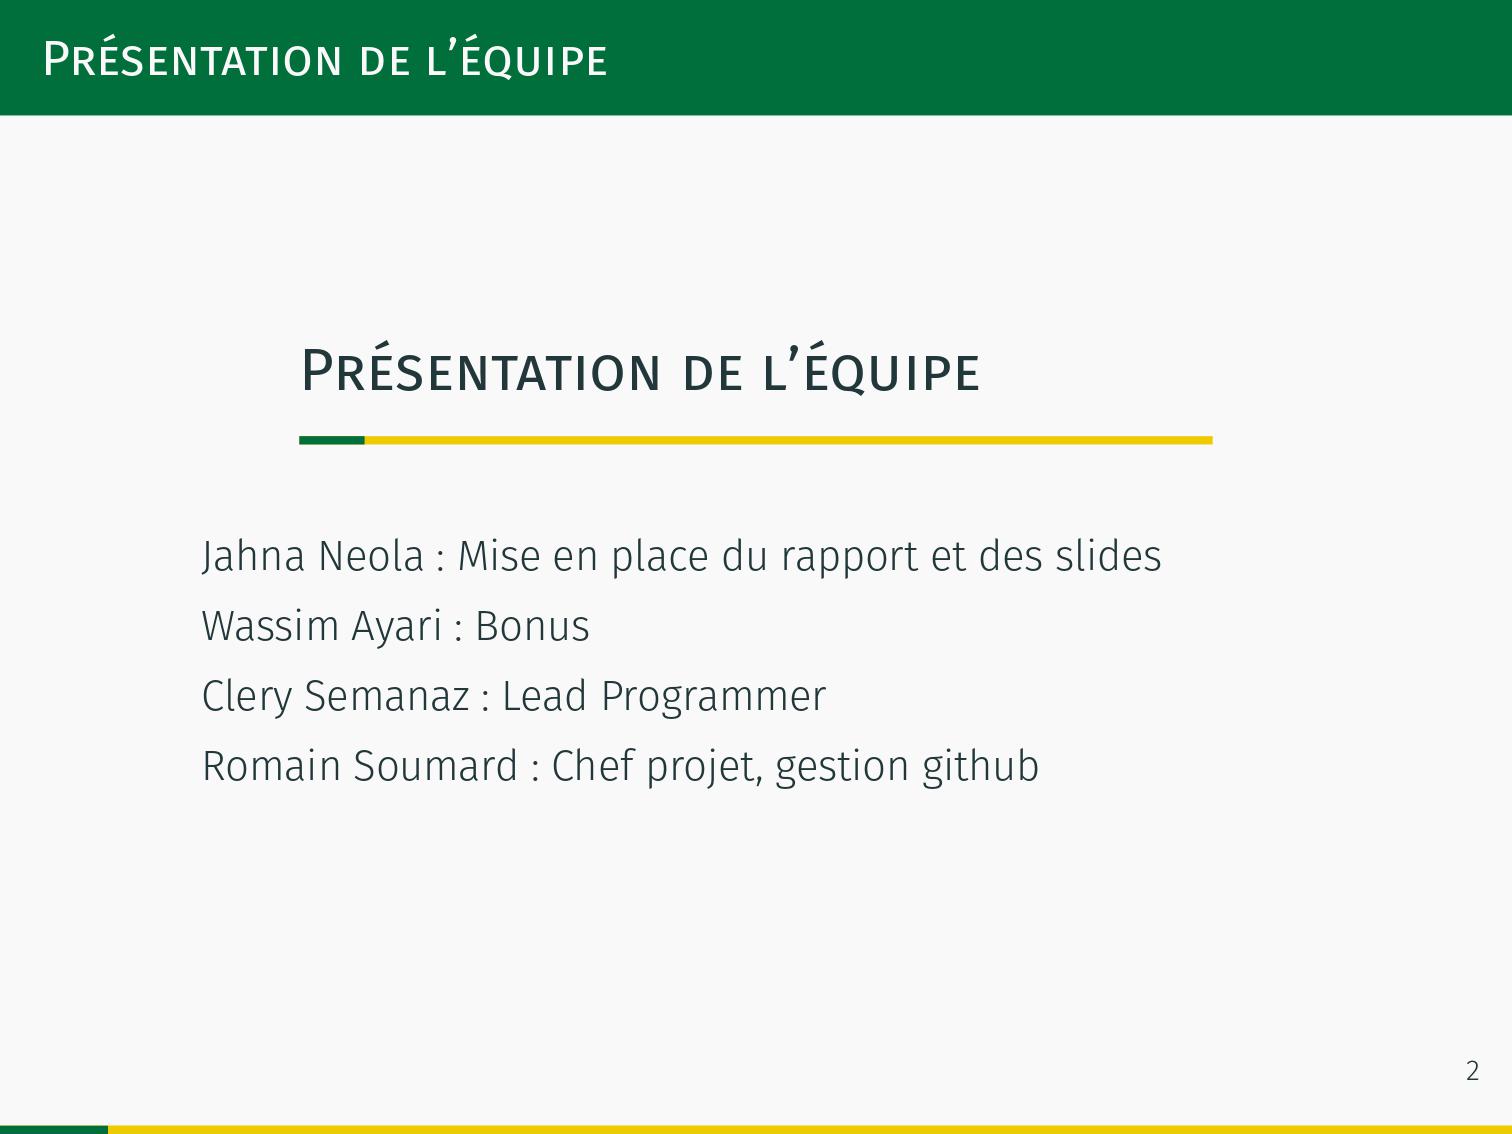 Présentation de l’équipe
Présentation de l’équipe
Jahna Neola : Mise en place du rapport et des slides
Wassim Ayari : Bonus
Clery Semanaz : Lead Programmer
Romain Soumard : Chef projet, gestion github
2